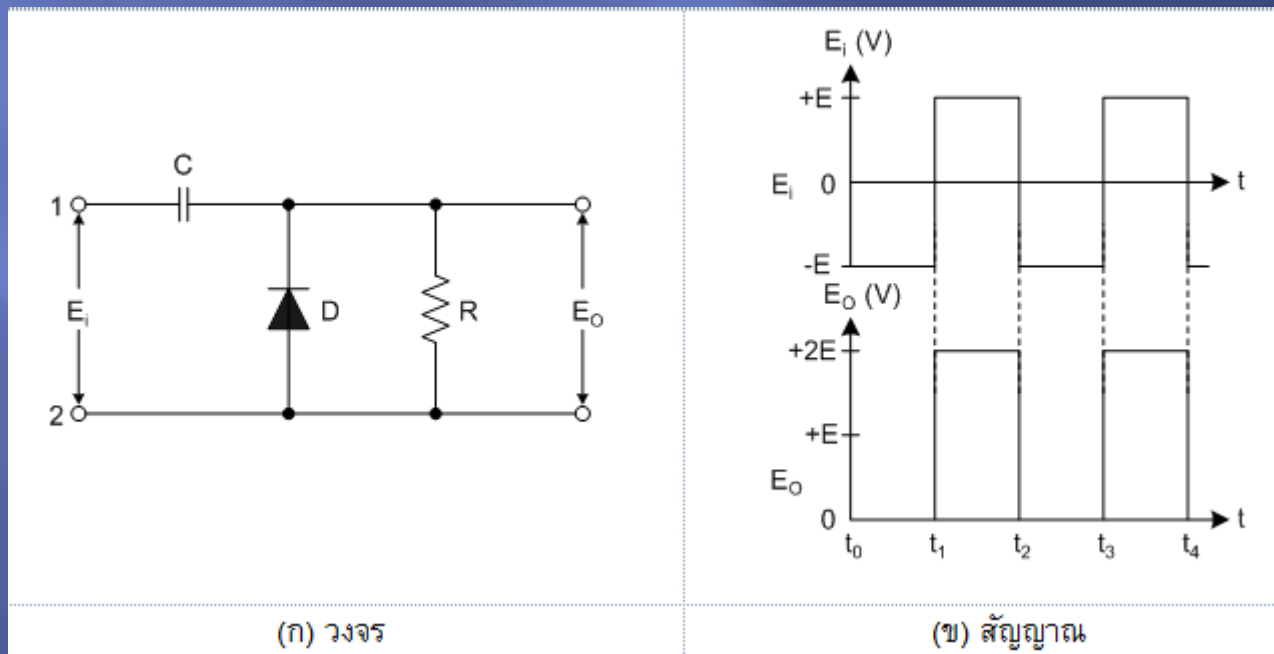 C
1
E_i
D
R
E_O
2
(ก) วงจร
E_i (V)
+E
E_i 0 t
-E
E_O (V)
+2E
+E
E_O
0 t
t_0 t_1 t_2 t_3 t_4
(ข) สัญญาณ